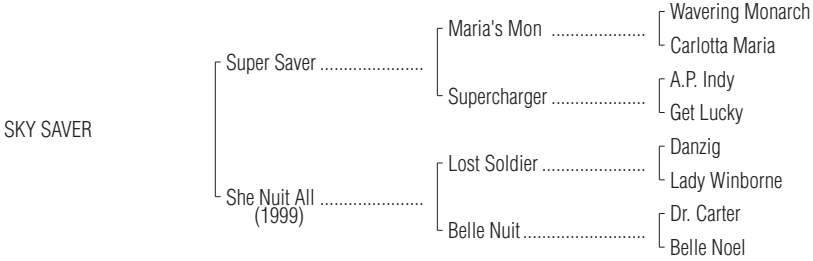 Wavering Monarch
Maria's Mon ....................
Carlotta Maria
Super Saver ......................
A.P. Indy
Supercharger ....................
Get Lucky
SKY SAVER
Danzig
Lost Soldier ......................
Lady Winborne
She Nuit All ......................
(1999)
Dr. Carter
Belle Nuit ..........................
Belle Noel